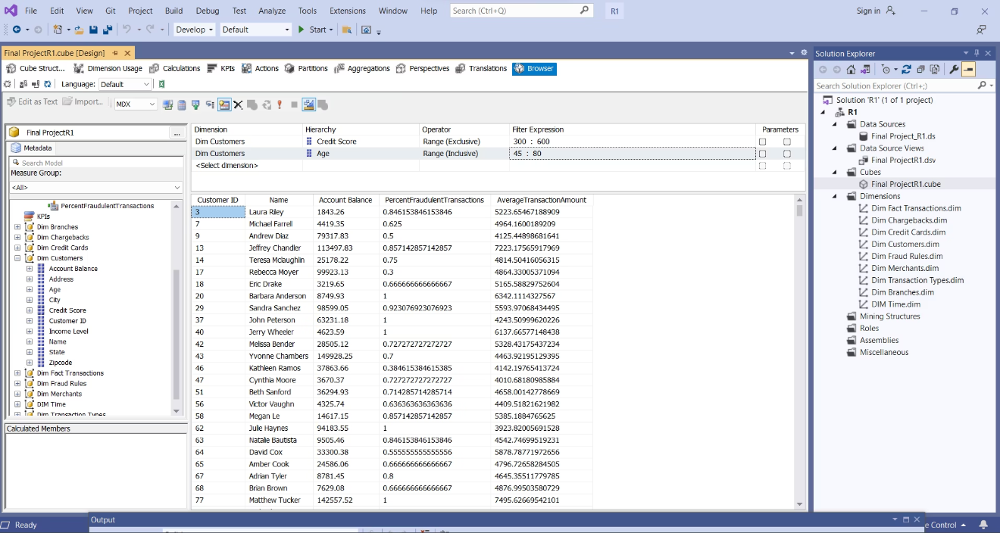 File Edit View Git Project Build Debug Test Analyze Tools Extensions Window Help Search (Ctrl+Q) R1 Sign in
Develop Default Start
Final ProjectR1.cube [Design]
Cube Struct... Dimension Usage Calculations KPIs Actions Partitions Aggregations Perspectives Translations Browser
Language: Default
Edit as Text Import... MDX
Final ProjectR1 ...
Metadata
Search Model
Measure Group:
<All>
PercentFraudulentTransactions
KPIs
Dim Branches
Dim Chargebacks
Dim Credit Cards
Dim Customers
Account Balance
Address
Age
City
Credit Score
Customer ID
Income Level
Name
State
Zipcode
Dim Fact Transactions
Dim Fraud Rules
Dim Merchants
DIM Time
Dim Transaction Types
Calculated Members
Dimension Hierarchy Operator Filter Expression Parameters
Dim Customers Credit Score Range (Exclusive) 300 : 600
Dim Customers Age Range (Inclusive) 45 : 80
<Select dimension>
Customer ID Name Account Balance PercentFraudulentTransactions AverageTransactionAmount
3 Laura Riley 1843.26 0.846153846153846 5223.65467188909
7 Michael Farrell 4419.35 0.625 4964.1600189209
9 Andrew Diaz 79317.83 0.5 4125.44898681641
13 Jeffrey Chandler 113497.83 0.857142857142857 7223.17565917969
14 Teresa Mclaughlin 25178.22 0.75 4814.50406056315
17 Rebecca Moyer 99923.13 0.3 4864.33005371094
18 Eric Drake 3219.65 0.666666666666667 5165.58829752604
20 Barbara Anderson 8749.93 1 6342.1114327567
29 Sandra Sanchez 98599.05 0.923076923076923 5593.97068434495
37 John Peterson 63231.18 1 4243.50999620226
40 Jerry Wheeler 4623.59 1 6137.66577148438
42 Melissa Bender 28505.12 0.727272727272727 5328.43175437234
43 Yvonne Chambers 149928.25 0.7 4463.92195129395
46 Kathleen Ramos 37863.66 0.384615384615385 4142.19765413724
47 Cynthia Moore 3670.37 0.727272727272727 4010.68180985884
51 Beth Sanford 36294.93 0.714285714285714 4658.00142778669
56 Victor Vaughn 4325.74 0.636363636363636 4409.51821621982
58 Megan Le 14617.15 0.857142857142857 5385.1884765625
62 Julie Haynes 94183.55 1 3923.82005691528
63 Natalie Bautista 9505.46 0.846153846153846 4542.74699519231
64 David Cox 33300.38 0.555555555555556 5878.78771972656
65 Amber Cook 24586.06 0.666666666666667 4796.72658284505
67 Adrian Tyler 8781.45 0.8 4645.35511779785
68 Brian Brown 7629.08 0.666666666666667 4876.99503580729
77 Matthew Tucker 142557.52 1 7495.62669542101
Solution Explorer
Search Solution Explorer (Ctrl+;)
Solution 'R1' (1 of 1 project)
R1
Data Sources
Final Project_R1.ds
Data Source Views
Final ProjectR1.dsv
Cubes
Final ProjectR1.cube
Dimensions
Dim Fact Transactions.dim
Dim Chargebacks.dim
Dim Credit Cards.dim
Dim Customers.dim
Dim Fraud Rules.dim
Dim Merchants.dim
Dim Transaction Types.dim
Dim Branches.dim
DIM Time.dim
Mining Structures
Roles
Assemblies
Miscellaneous
Output
Ready
e Control